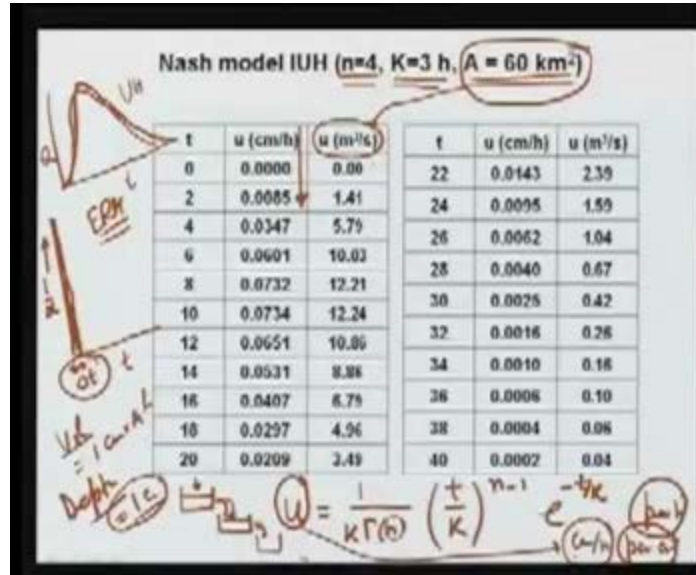 Nash model IUH (n=4, K=3 h, A = 60 km²)
UH
Q
t
ERH
t
δt
Vol
= 1 cm × A
Depth = 1c
t u (cm/h) u (m³/s)
0 0.0000 0.00
2 0.0085 1.41
4 0.0347 5.79
6 0.0601 10.03
8 0.0732 12.21
10 0.0734 12.24
12 0.0651 10.86
14 0.0531 8.86
16 0.0407 6.79
18 0.0297 4.96
20 0.0209 3.49
t u (cm/h) u (m³/s)
22 0.0143 2.39
24 0.0095 1.59
26 0.0062 1.04
28 0.0040 0.67
30 0.0025 0.42
32 0.0016 0.26
34 0.0010 0.16
36 0.0006 0.10
38 0.0004 0.06
40 0.0002 0.04
u = 1 / KΓ(n) (t/K)^n-1 e^-t/K per h
cm/h